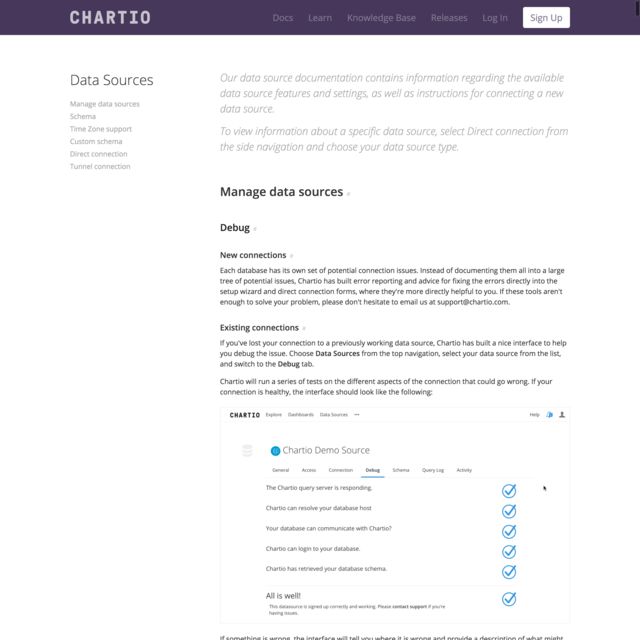 CHARTIO
Docs Learn Knowledge Base Releases Log In Sign Up
Data Sources
Manage data sources
Schema
Time Zone support
Custom schema
Direct connection
Tunnel connection
Our data source documentation contains information regarding the available
data source features and settings, as well as instructions for connecting a new
data source.
To view information about a specific data source, select Direct connection from
the side navigation and choose your data source type.
Manage data sources #
Debug #
New connections #
Each database has its own set of potential connection issues. Instead of documenting them all into a large
tree of potential issues, Chartio has built error reporting and advice for fixing the errors directly into the
setup wizard and direct connection forms, where they're more directly helpful to you. If these tools aren't
enough to solve your problem, please don't hesitate to email us at support@chartio.com.
Existing connections #
If you've lost your connection to a previously working data source, Chartio has built a nice interface to help
you debug the issue. Choose Data Sources from the top navigation, select your data source from the list,
and switch to the Debug tab.
Chartio will run a series of tests on the different aspects of the connection that could go wrong. If your
connection is healthy, the interface should look like the following:
CHARTIO Explore Dashboards Data Sources ••• Help
Chartio Demo Source
General Access Connection Debug Schema Query Log Activity
The Chartio query server is responding.
Chartio can resolve your database host
Your database can communicate with Chartio?
Chartio can login to your database.
Chartio has retrieved your database schema.
All is well!
This datasource is signed up correctly and working. Please contact support if you're
having issues.
If something is wrong, the interface will tell you where it is wrong and provide a description of what might